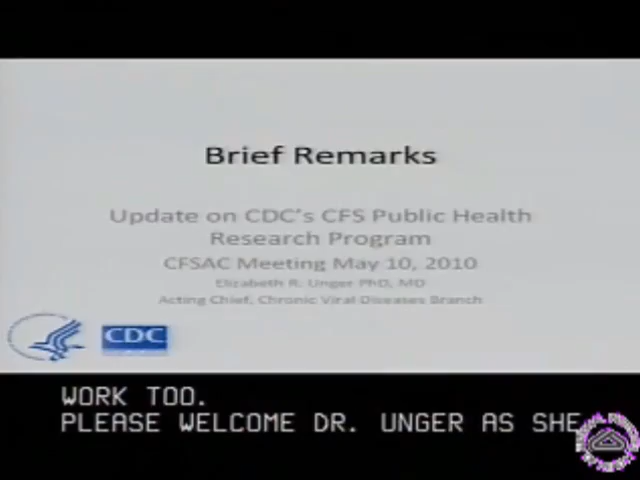 Brief Remarks
Update on CDC's CFS Public Health
Research Program
CFSAC Meeting May 10, 2010
Elizabeth R. Unger PhD, MD
Acting Chief, Chronic Viral Diseases Branch
CDC
WORK TOO.
PLEASE WELCOME DR. UNGER AS SHE